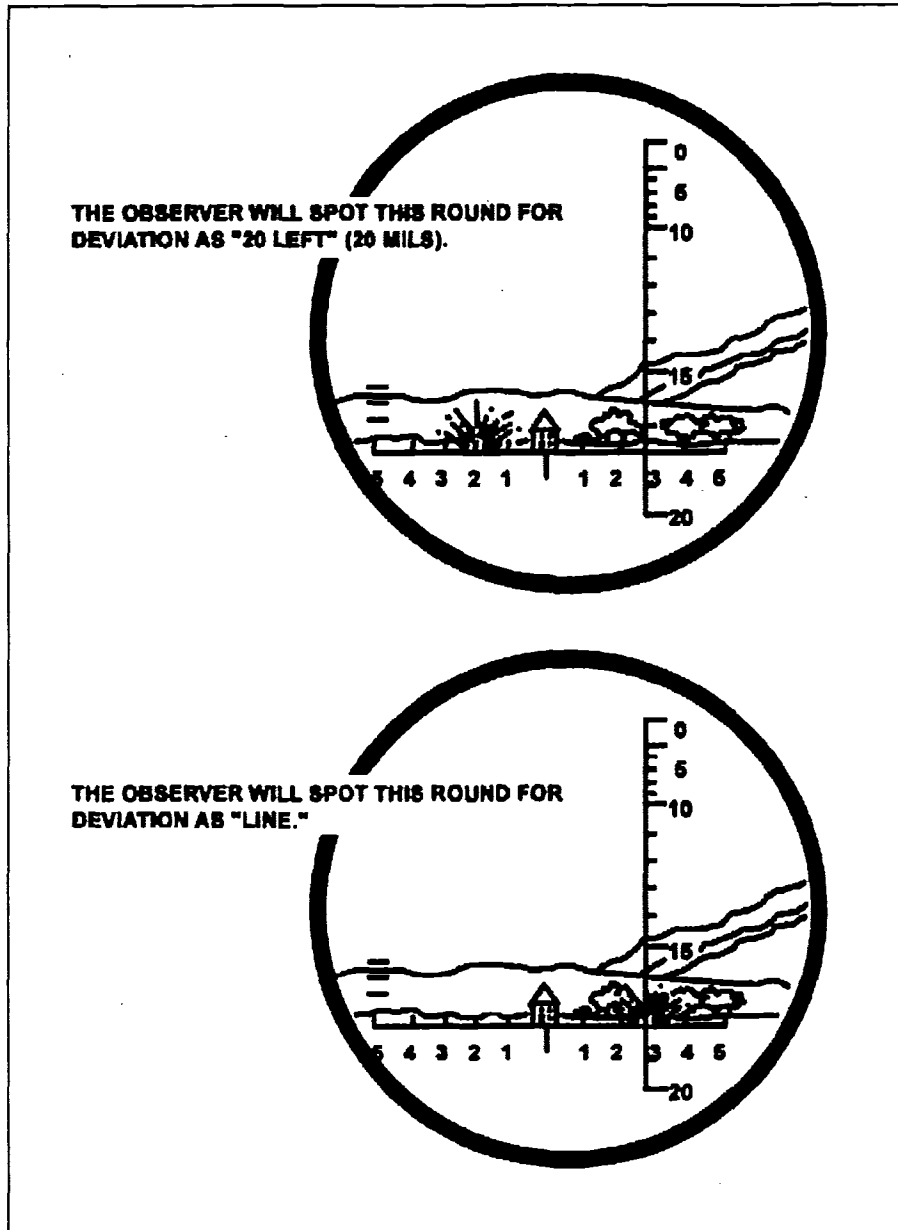 THE OBSERVER WILL SPOT THIS ROUND FOR
DEVIATION AS "20 LEFT" (20 MILS).
0
5
10
15
5 4 3 2 1 1 2 3 4 5
20
THE OBSERVER WILL SPOT THIS ROUND FOR
DEVIATION AS "LINE."
0
5
10
15
5 4 3 2 1 1 2 3 4 5
20